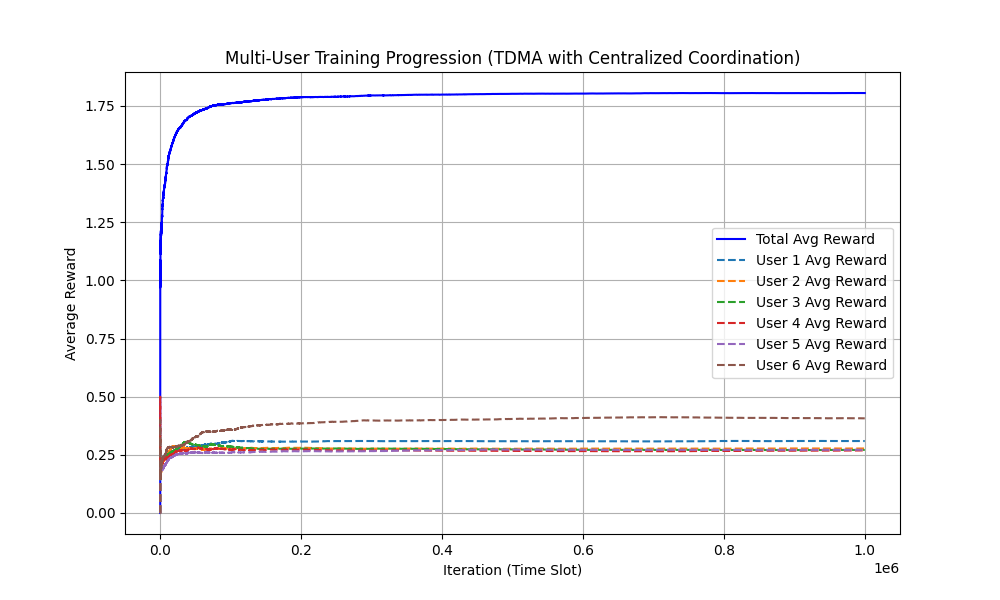 Multi-User Training Progression (TDMA with Centralized Coordination)
Average Reward
1.75
1.50
1.25
1.00
0.75
0.50
0.25
0.00
Total Avg Reward
User 1 Avg Reward
User 2 Avg Reward
User 3 Avg Reward
User 4 Avg Reward
User 5 Avg Reward
User 6 Avg Reward
0.0 0.2 0.4 0.6 0.8 1.0
1e6
Iteration (Time Slot)